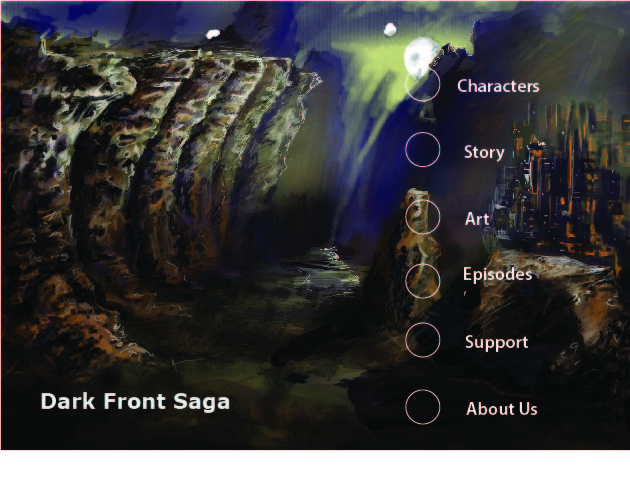 Characters
Story
Art
Episodes
Support
Dark Front Saga
About Us